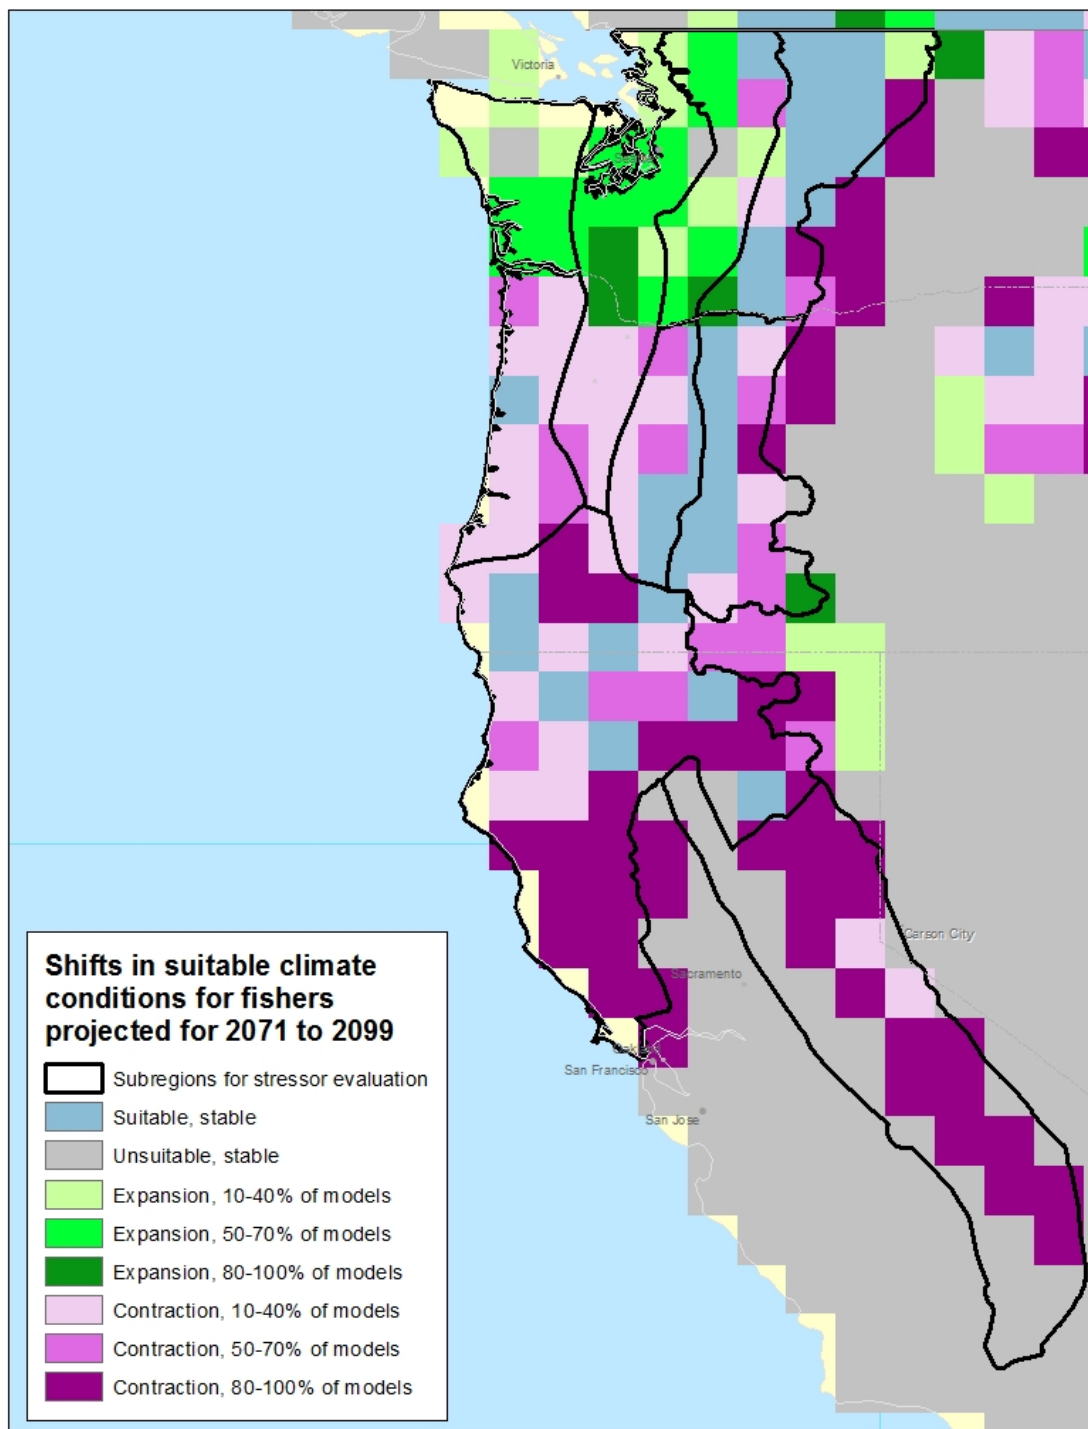 Victoria
Seattle
Carson City
Sacramento
Oakland
San Francisco
San Jose
Shifts in suitable climate
conditions for fishers
projected for 2071 to 2099
Subregions for stressor evaluation
Suitable, stable
Unsuitable, stable
Expansion, 10-40% of models
Expansion, 50-70% of models
Expansion, 80-100% of models
Contraction, 10-40% of models
Contraction, 50-70% of models
Contraction, 80-100% of models